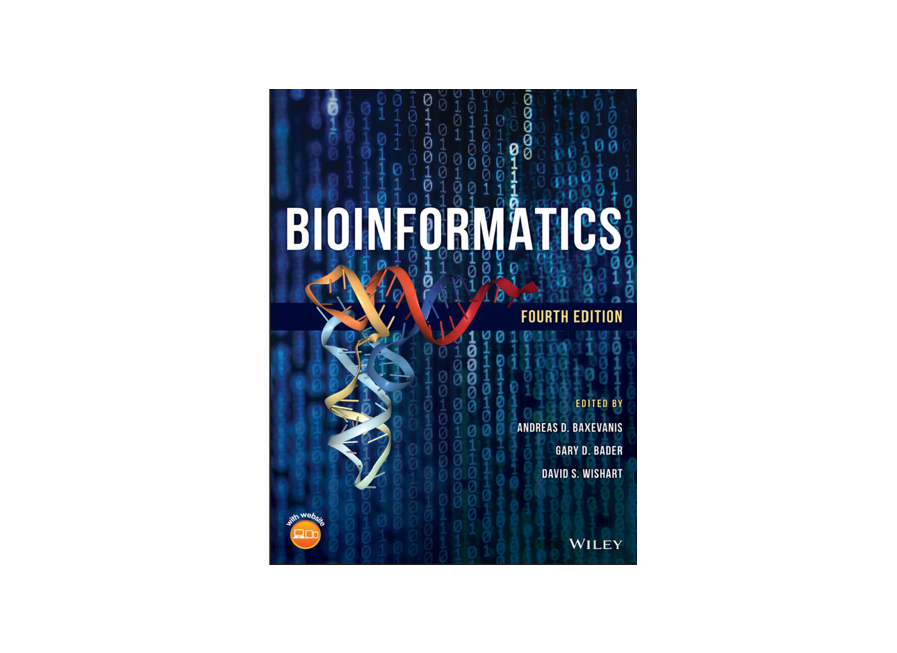 BIOINFORMATICS
FOURTH EDITION
EDITED BY
ANDREAS D. BAXEVANIS
GARY D. BADER
DAVID S. WISHART
with website
WILEY